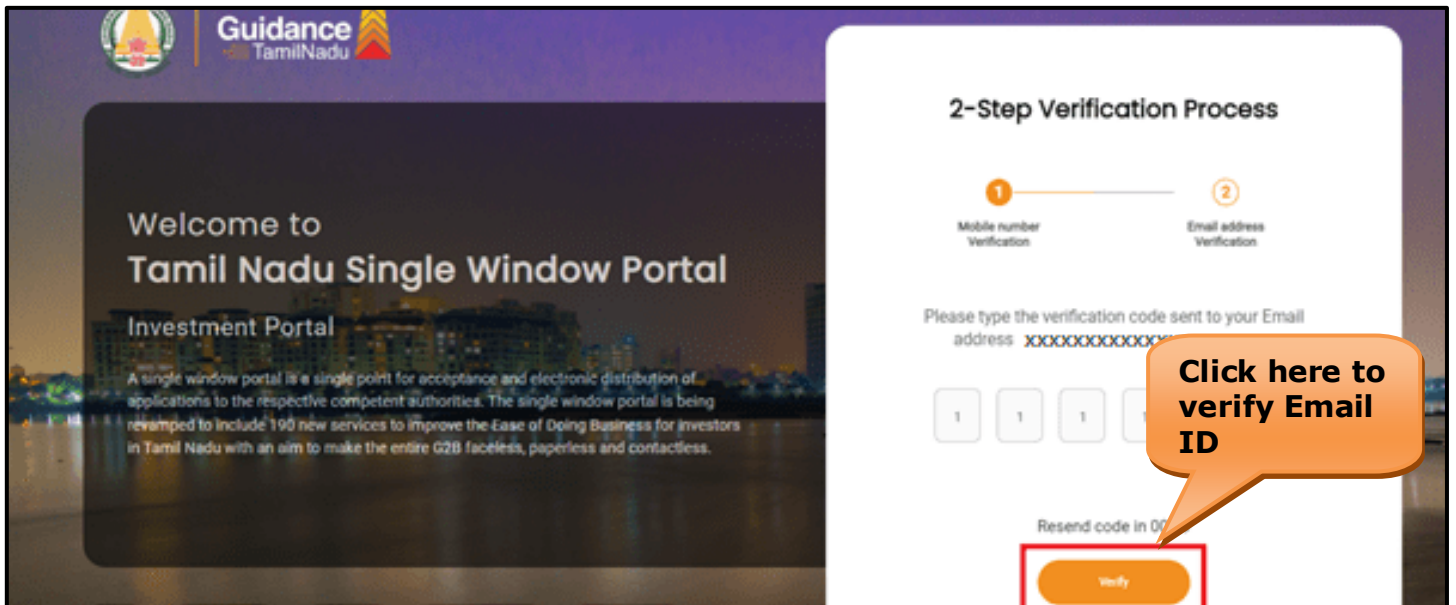 Guidance
TamilNadu
Welcome to
Tamil Nadu Single Window Portal
Investment Portal
A single window portal is a single point for acceptance and electronic distribution of
applications to the respective competent authorities. The single window portal is being
revamped to include 190 new services to improve the Ease of Doing Business for investors
in Tamil Nadu with an aim to make the entire G2B faceless, paperless and contactless.
2-Step Verification Process
1
2
Mobile number
Verification
Email address
Verification
Please type the verification code sent to your Email
address XXXXXXXXXXXX
1 1 1
Click here to
verify Email
ID
Resend code in
Verify